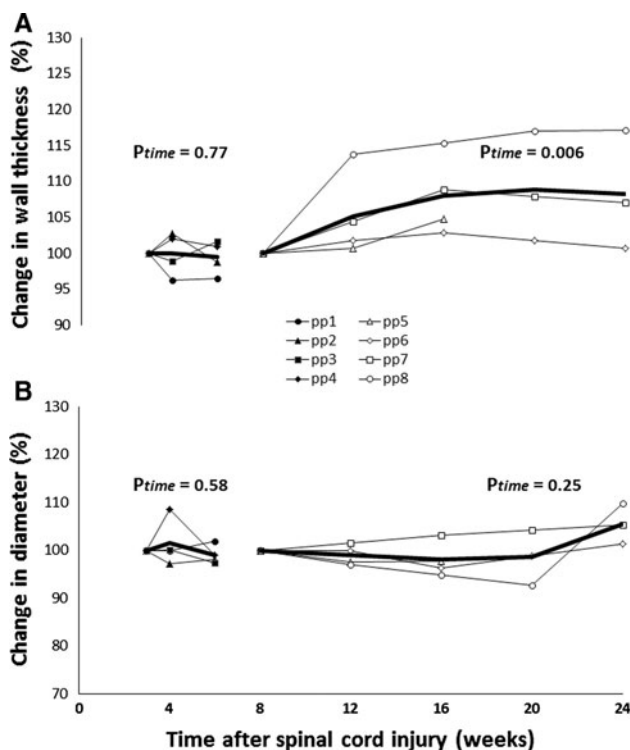 A
Change in wall thickness (%)
130
125
120
115
110
105
100
95
90
Ptime = 0.77
Ptime = 0.006
pp1
pp5
pp2
pp6
pp3
pp7
pp4
pp8
B
Change in diameter (%)
130
120
110
100
90
80
70
Ptime = 0.58
Ptime = 0.25
0 4 8 12 16 20 24
Time after spinal cord injury (weeks)